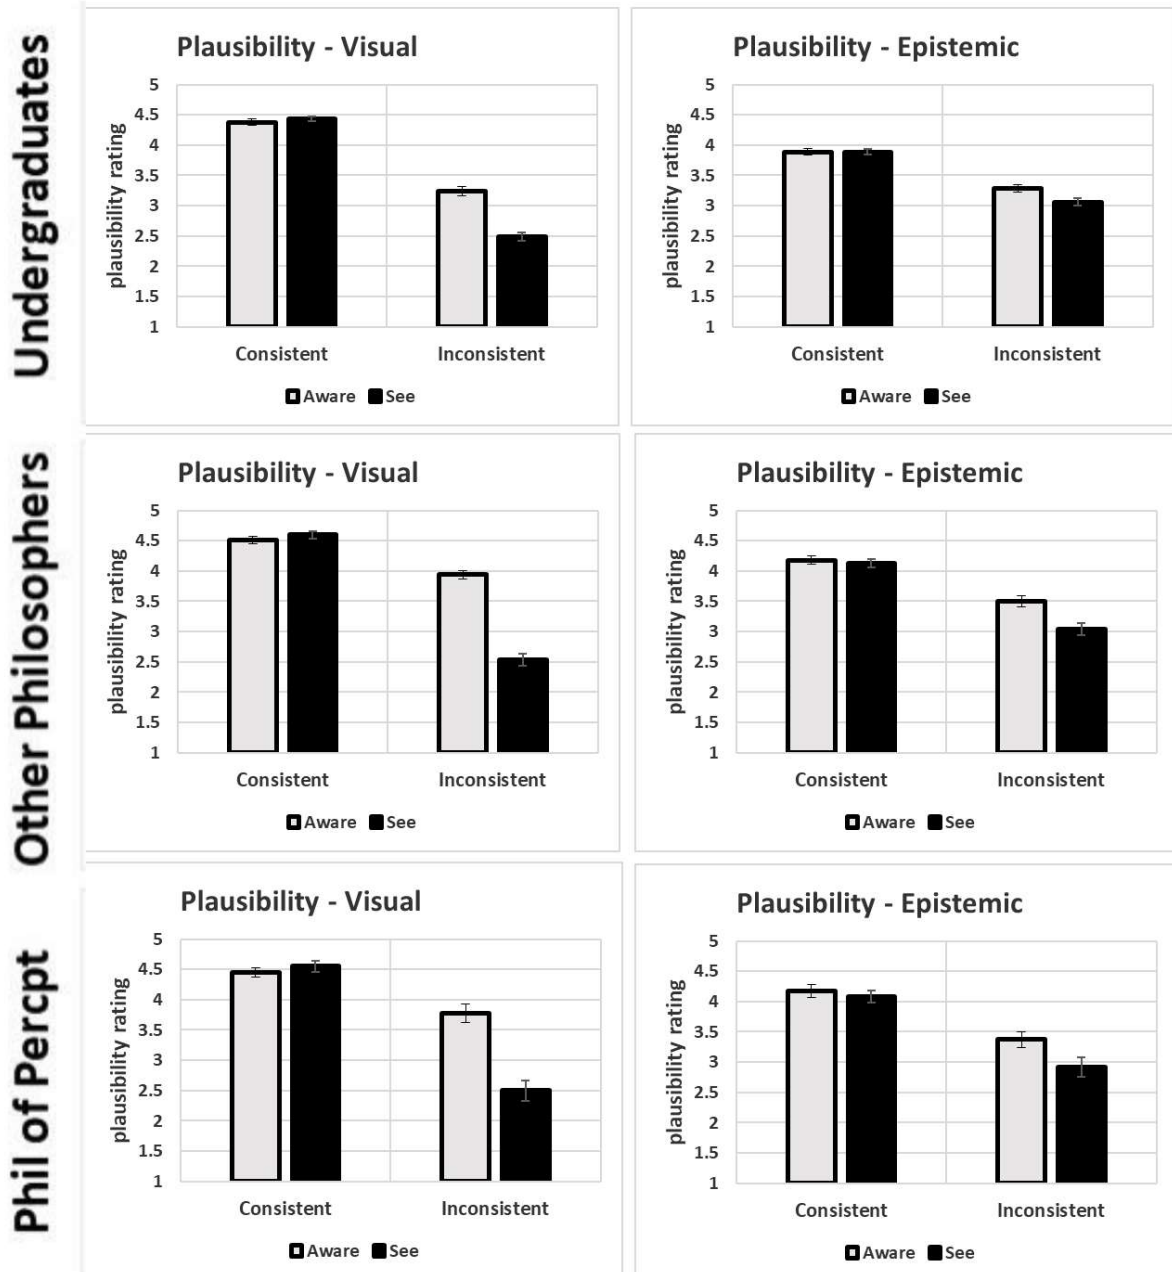 Undergraduates
Plausibility - Visual
plausibility rating
5
4.5
4
3.5
3
2.5
2
1.5
1
Consistent Inconsistent
Aware See
Plausibility - Epistemic
plausibility rating
5
4.5
4
3.5
3
2.5
2
1.5
1
Consistent Inconsistent
Aware See
Other Philosophers
Plausibility - Visual
plausibility rating
5
4.5
4
3.5
3
2.5
2
1.5
1
Consistent Inconsistent
Aware See
Plausibility - Epistemic
plausibility rating
5
4.5
4
3.5
3
2.5
2
1.5
1
Consistent Inconsistent
Aware See
Phil of Percpt
Plausibility - Visual
plausibility rating
5
4.5
4
3.5
3
2.5
2
1.5
1
Consistent Inconsistent
Aware See
Plausibility - Epistemic
plausibility rating
5
4.5
4
3.5
3
2.5
2
1.5
1
Consistent Inconsistent
Aware See